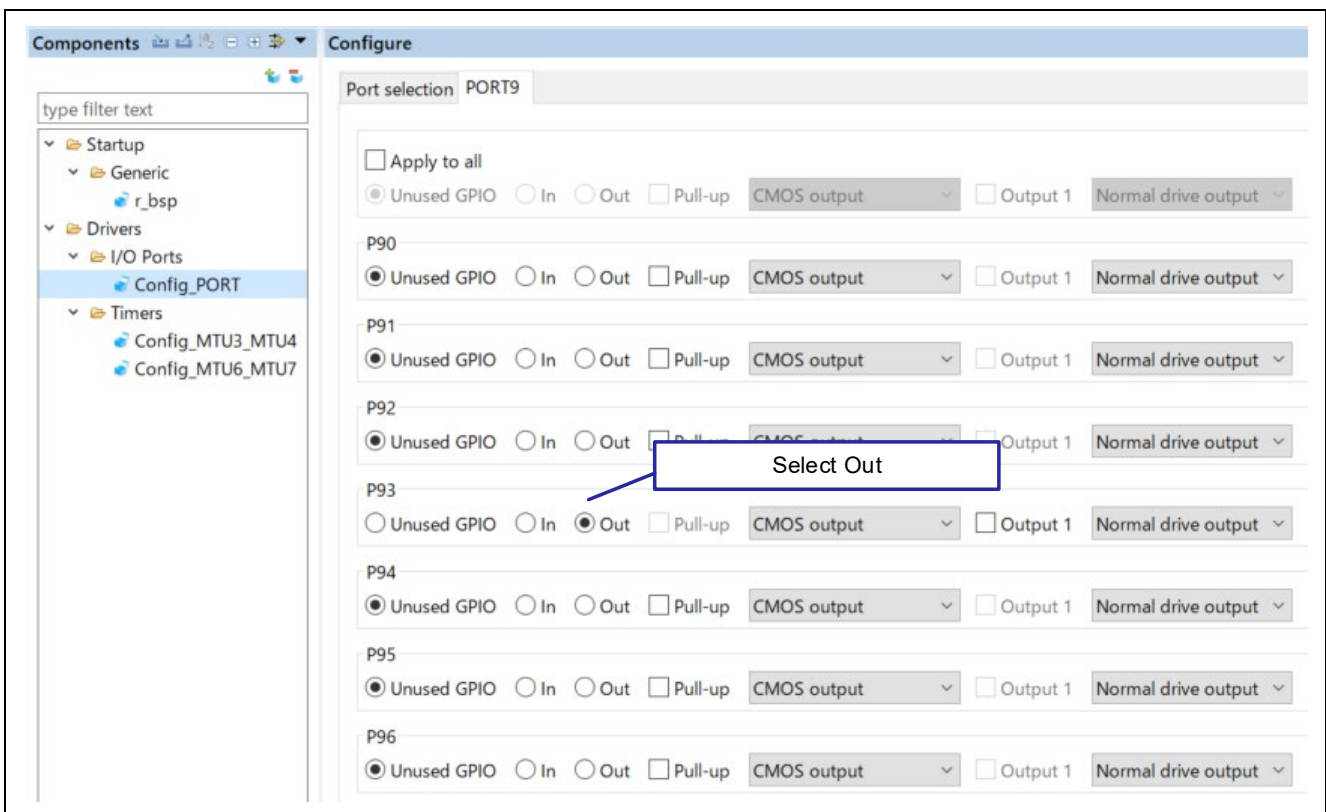 Components
Configure
Port selection PORT9
type filter text
Startup
Generic
r_bsp
Drivers
I/O Ports
Config_PORT
Timers
Config_MTU3_MTU4
Config_MTU6_MTU7
Apply to all
Unused GPIO In Out Pull-up CMOS output Output 1 Normal drive output
P90
Unused GPIO In Out Pull-up CMOS output Output 1 Normal drive output
P91
Unused GPIO In Out Pull-up CMOS output Output 1 Normal drive output
P92
Unused GPIO In Out Output 1 Normal drive output
Select Out
P93
Unused GPIO In Out Pull-up CMOS output Output 1 Normal drive output
P94
Unused GPIO In Out Pull-up CMOS output Output 1 Normal drive output
P95
Unused GPIO In Out Pull-up CMOS output Output 1 Normal drive output
P96
Unused GPIO In Out Pull-up CMOS output Output 1 Normal drive output